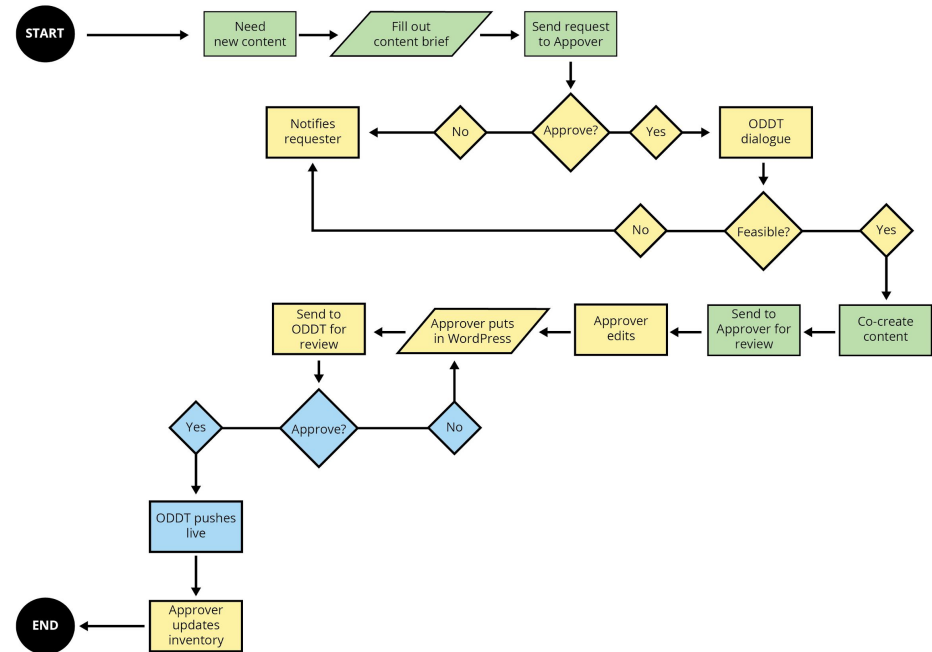 START
Need
new content
Fill out
content brief
Send request
to Appover
Notifies
requester
No
Approve?
Yes
ODDT
dialogue
No
Feasible?
Yes
Send to
ODDT for
review
Approver puts
in WordPress
Approver
edits
Send to
Approver for
review
Co-create
content
Yes
Approve?
No
ODDT pushes
live
END
Approver
updates
inventory